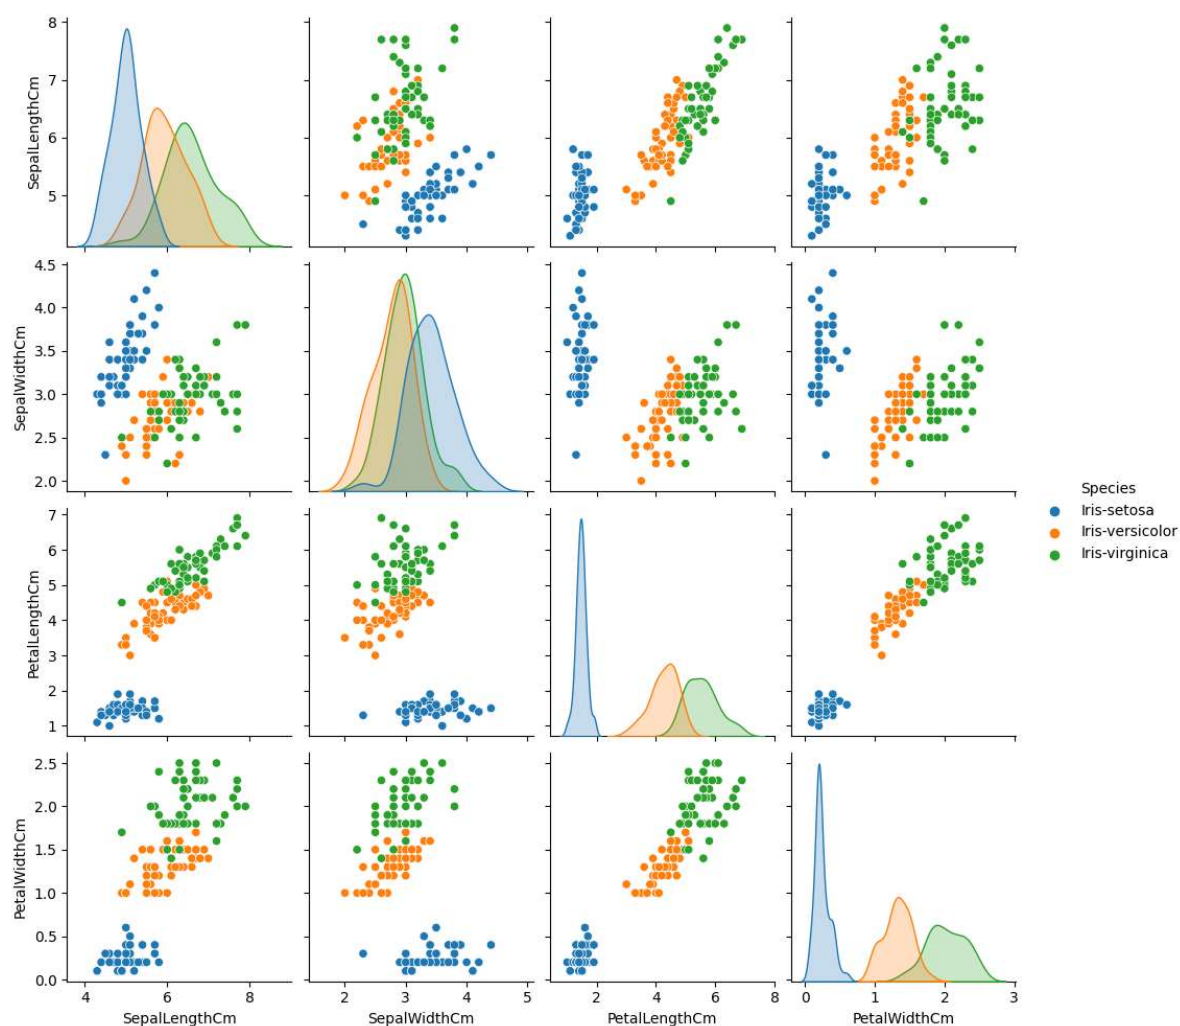 8
7
6
5
SepalLengthCm
4.5
4.0
3.5
3.0
2.5
2.0
SepalWidthCm
Species
Iris-setosa
Iris-versicolor
Iris-virginica
7
6
5
4
3
2
1
PetalLengthCm
2.5
2.0
1.5
1.0
0.5
0.0
PetalWidthCm
4 6 8 2 3 4 5 2 4 6 8 0 1 2 3
SepalLengthCm SepalWidthCm PetalLengthCm PetalWidthCm